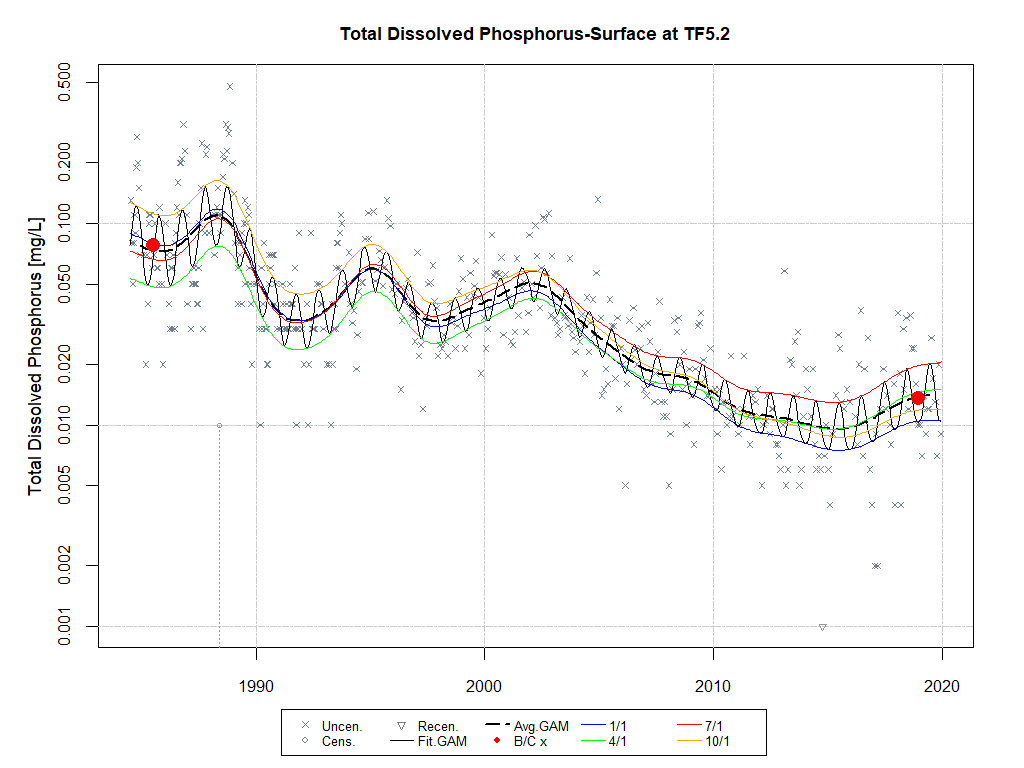 Total Dissolved Phosphorus-Surface at TF5.2
Total Dissolved Phosphorus [mg/L]
0.500
0.200
0.100
0.050
0.020
0.010
0.005
0.002
0.001
1990 2000 2010 2020
Uncen. Recen. Avg.GAM 1/1 7/1
Cens. Fit.GAM B/C x 4/1 10/1